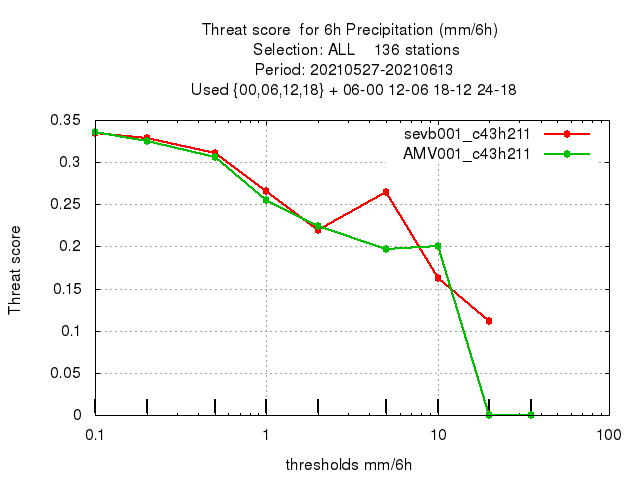 Threat score  for 6h Precipitation (mm/6h)
Selection: ALL    136 stations
Period: 20210527-20210613
Used {00,06,12,18} + 06-00 12-06 18-12 24-18
sevb001_c43h211
AMV001_c43h211
0.35
0.3
0.25
0.2
0.15
0.1
0.05
0
Threat score
0.1 1 10 100
thresholds mm/6h